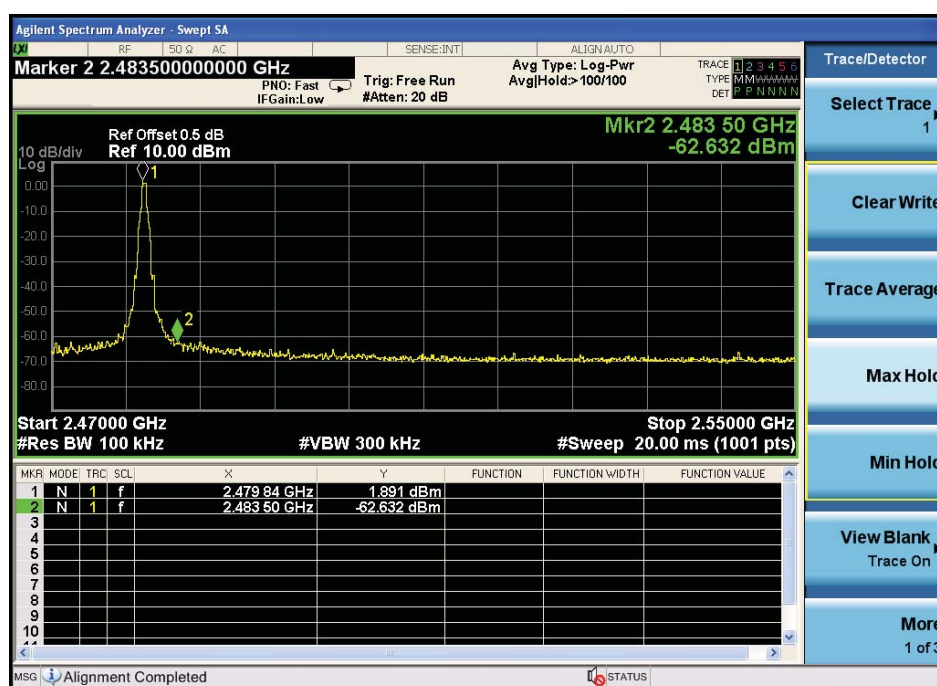 Agilent Spectrum Analyzer - Swept SA
LXI RF 50 Ω AC SENSE:INT ALIGN AUTO
Marker 2 2.483500000000 GHz
PNO: Fast
IFGain:Low
Trig: Free Run
#Atten: 20 dB
Avg Type: Log-Pwr
Avg|Hold:>100/100
TRACE 1 2 3 4 5 6
TYPE M M W W W W
DET P P N N N N
Ref Offset 0.5 dB
10 dB/div Ref 10.00 dBm
Log
Mkr2 2.483 50 GHz
-62.632 dBm
1
0.00
-10.0
-20.0
-30.0
-40.0
-50.0
2
-60.0
-70.0
-80.0
Start 2.47000 GHz Stop 2.55000 GHz
#Res BW 100 kHz #VBW 300 kHz #Sweep 20.00 ms (1001 pts)
MKR MODE TRC SCL X Y FUNCTION FUNCTION WIDTH FUNCTION VALUE
1 N 1 f 2.479 84 GHz 1.891 dBm
2 N 1 f 2.483 50 GHz -62.632 dBm
3
4
5
6
7
8
9
10
MSG Alignment Completed STATUS
Trace/Detector
Select Trace
1
Clear Write
Trace Average
Max Hold
Min Hold
View Blank
Trace On
More
1 of 3